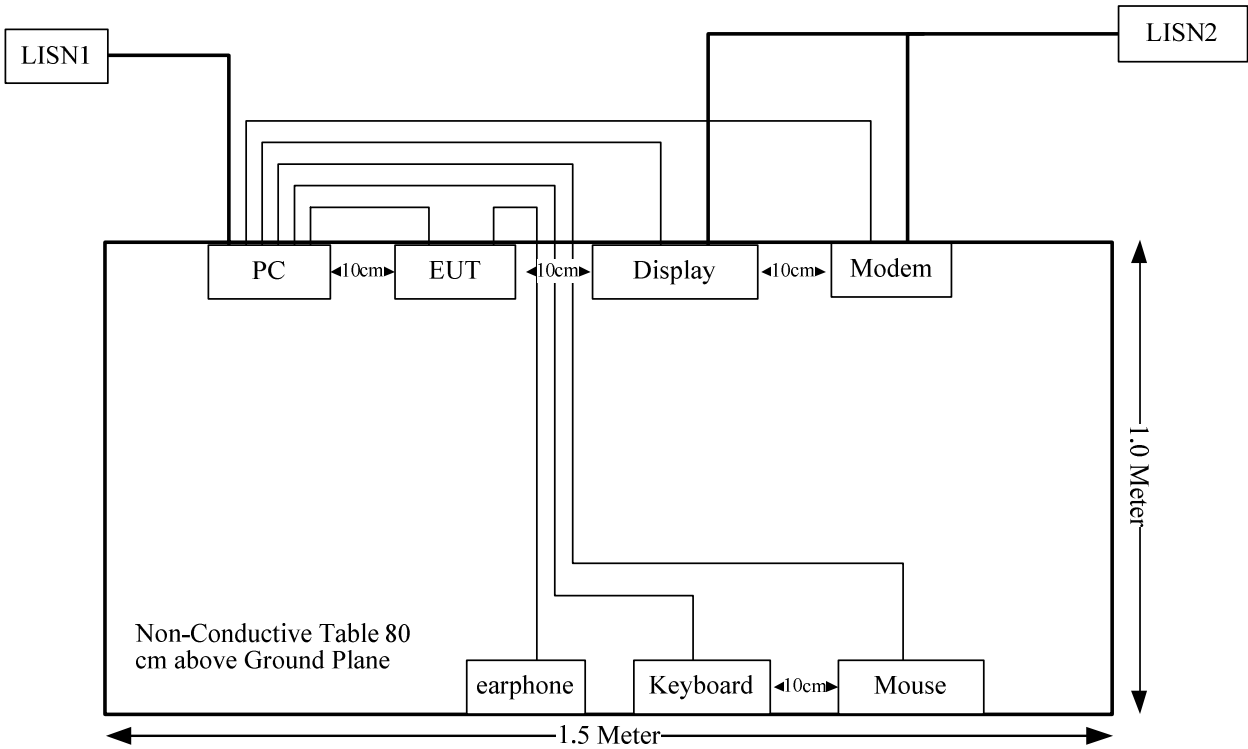 LISN1
LISN2
PC
10cm
EUT
10cm
Display
10cm
Modem
1.0 Meter
Non-Conductive Table 80
cm above Ground Plane
earphone
Keyboard
10cm
Mouse
1.5 Meter